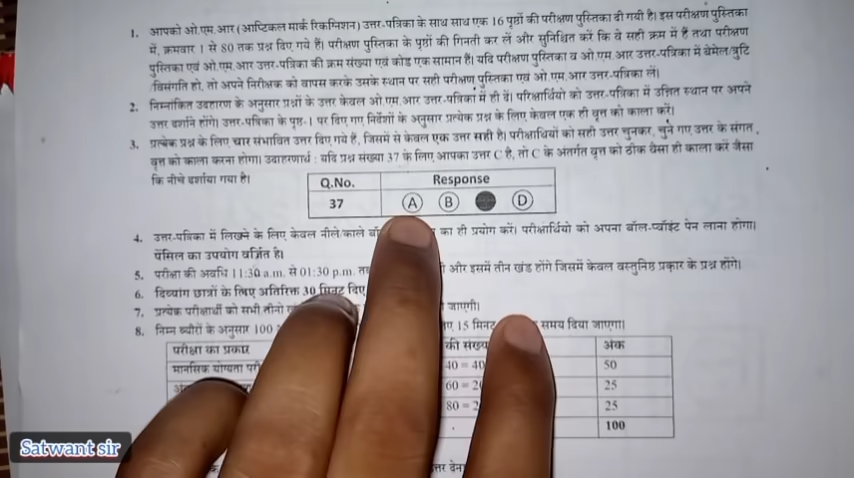 1. आपको ओ.एम.आर (आप्टिकल मार्क रिकग्निशन) उत्तर-पत्रिका के साथ साथ एक 16 पृष्ठों की परीक्षण पुस्तिका दी गयी है। इस परीक्षण पुस्तिका
में, क्रमवार 1 से 80 तक प्रश्न दिए गये हैं। परीक्षण पुस्तिका के पृष्ठों की गिनती कर लें और सुनिश्चित करें कि वे सही क्रम में हैं तथा परीक्षण
पुस्तिका एवं ओ.एम.आर उत्तर-पत्रिका की क्रम संख्या एवं कोड एक सामान हैं। यदि परीक्षण पुस्तिका व ओ.एम.आर उत्तर-पत्रिका में बेमेल/त्रुटि
/विसंगति हो, तो अपने निरीक्षक को वापस करके उसके स्थान पर सही परीक्षण पुस्तिका एवं ओ.एम.आर उत्तर-पत्रिका लें।
2. निम्नांकित उदहारण के अनुसार प्रश्नों के उत्तर केवल ओ.एम.आर उत्तर-पत्रिका में ही दें। परिक्षार्थियो को उत्तर-पत्रिका में उचित स्थान पर अपने
उत्तर दर्शाने होंगे। उत्तर-पत्रिका के पृष्ठ-1 पर दिए गए निर्देशों के अनुसार प्रत्येक प्रश्न के लिए केवल एक ही वृत्त को काला करें।
3. प्रत्येक प्रश्न के लिए चार संभावित उत्तर दिए गये हैं, जिसमें से केवल एक उत्तर सही है। परीक्षाथियों को सही उत्तर चुनकर, चुने गए उत्तर के संगत
वृत्त को काला करना होगा। उदाहरणार्थ : यदि प्रश्न संख्या 37 के लिए आपका उत्तर C है, तो C के अंतर्गत वृत्त को ठीक वैसा ही काला करें जैसा
कि नीचे दर्शाया गया है।
Q.No. Response
37 A B D
4. उत्तर-पत्रिका में लिखने के लिए केवल नीले/काले का ही प्रयोग करें। परीक्षार्थियो को अपना बॉल-प्वॉइंट पेन लाना होगा।
पेंसिल का उपयोग वर्जित है।
5. परीक्षा की अवधि 11:30 a.m. से 01:30 p.m. और इसमें तीन खंड होंगे जिसमें केवल वस्तुनिष्ठ प्रकार के प्रश्न होंगे।
6. दिव्यांग छात्रों के लिए अतिरिक्त 30 मिनट दिए
7. प्रत्येक परीक्षार्थी को सभी तीनो जाएगी।
8. निम्न ब्यौरों के अनुसार 100 15 मिनट समय दिया जाएगा।
परीक्षा का प्रकार की संख्या अंक
मानसिक योग्यता 40 = 40 50
60 = 25
80 = 25
100
Satwant sir